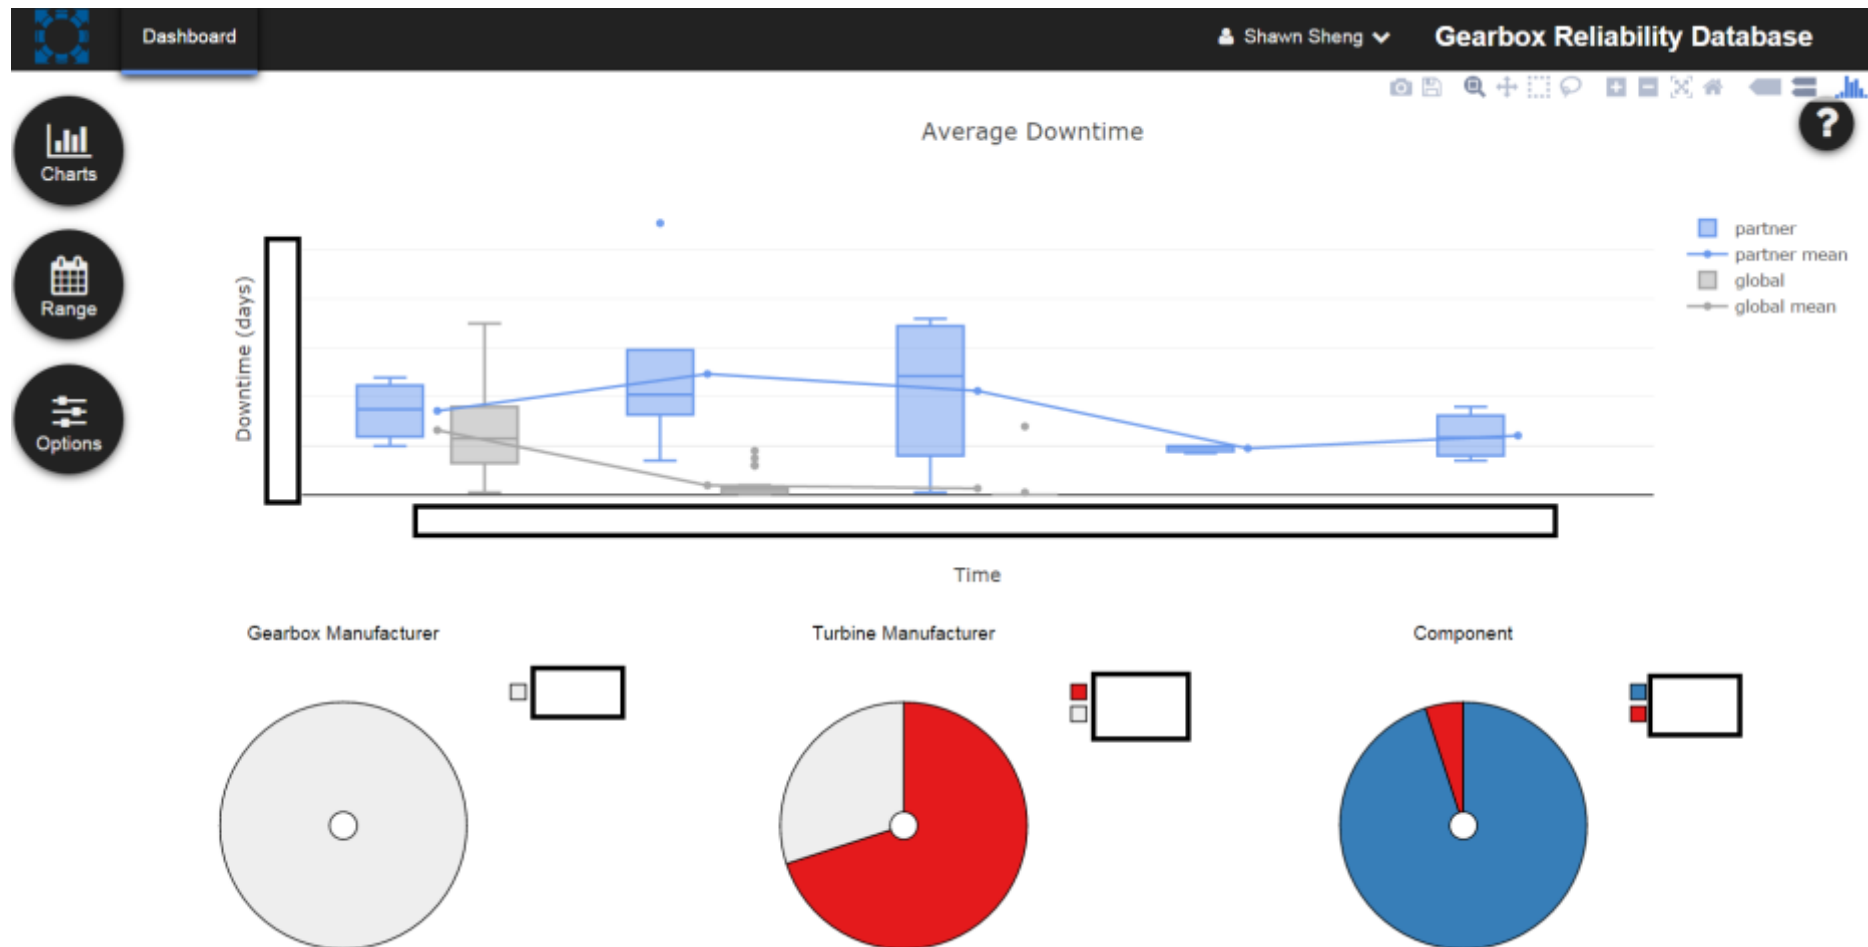 Dashboard
Shawn Sheng
Gearbox Reliability Database
Charts
Range
Options
?
Average Downtime
Downtime (days)
partner
partner mean
global
global mean
Time
Gearbox Manufacturer
Turbine Manufacturer
Component